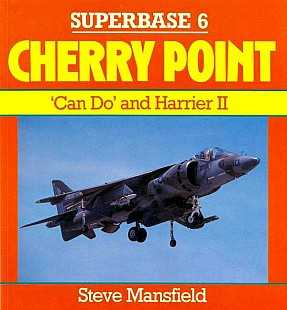 SUPERBASE 6
CHERRY POINT
'Can Do' and Harrier II
Steve Mansfield